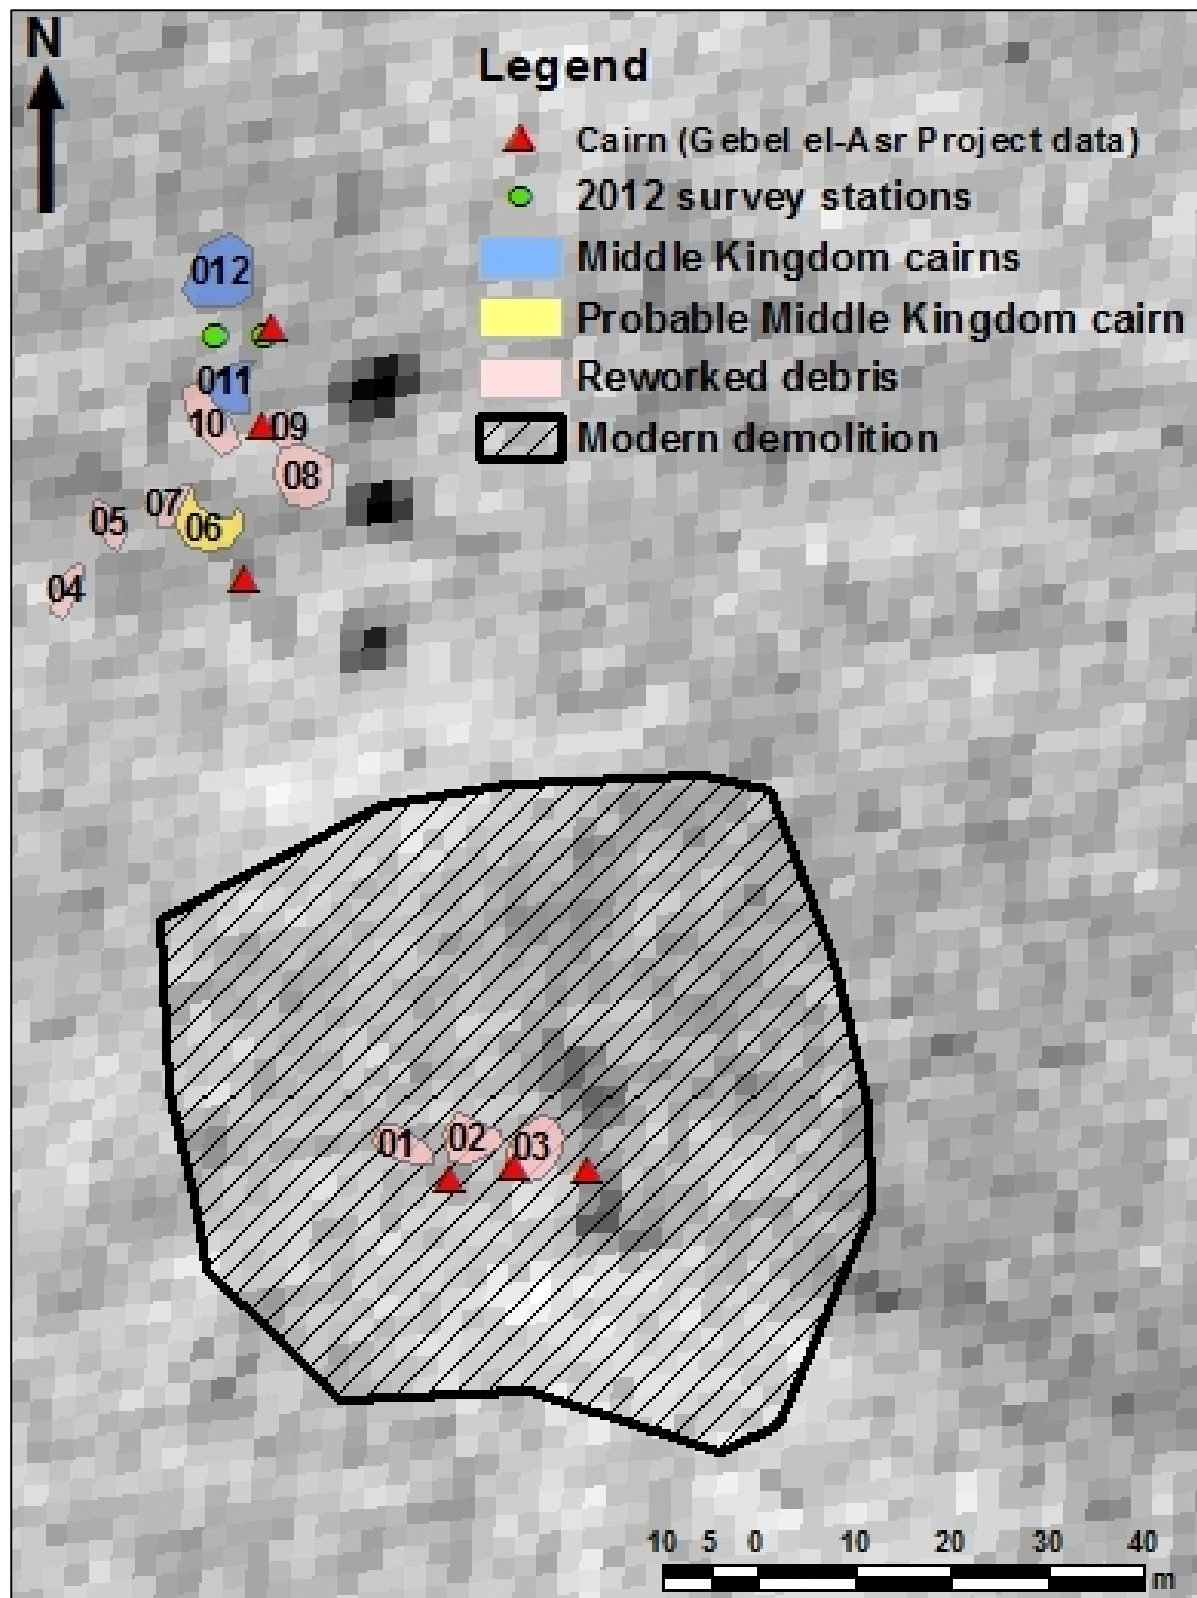 N
Legend
Cairn (Gebel el-Asr Project data)
2012 survey stations
Middle Kingdom cairns
Probable Middle Kingdom cairn
Reworked debris
Modern demolition
012
011
10
09
08
07
06
05
04
01
02
03
10 5 0 10 20 30 40
m